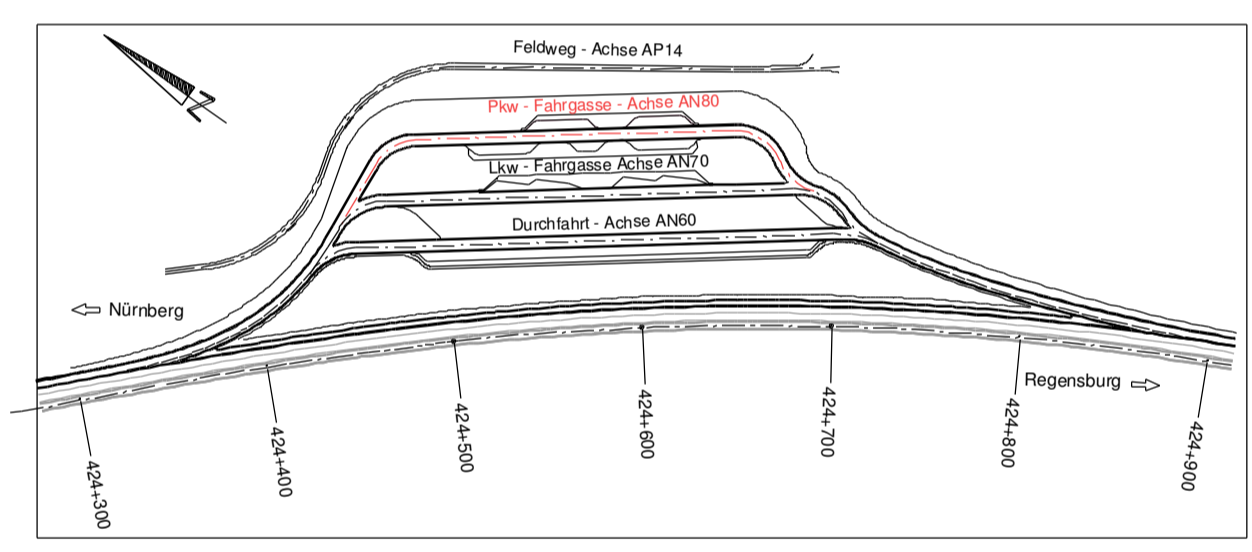 Feldweg - Achse AP14
Pkw - Fahrgasse - Achse AN80
Lkw - Fahrgasse Achse AN70
Durchfahrt - Achse AN60
N
Nürnberg
Regensburg
424+300
424+400
424+500
424+600
424+700
424+800
424+900